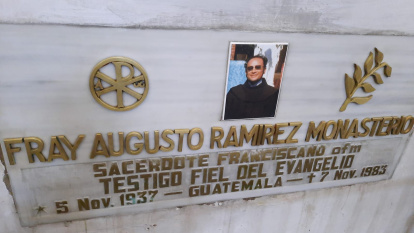 FRAY AUGUSTO RAMIREZ MONASTERIO
SACERDOTE FRANCISCANO ofm
TESTIGO FIEL DEL EVANGELIO
* 5 Nov. 1937 — GUATEMALA — † 7 Nov. 1983